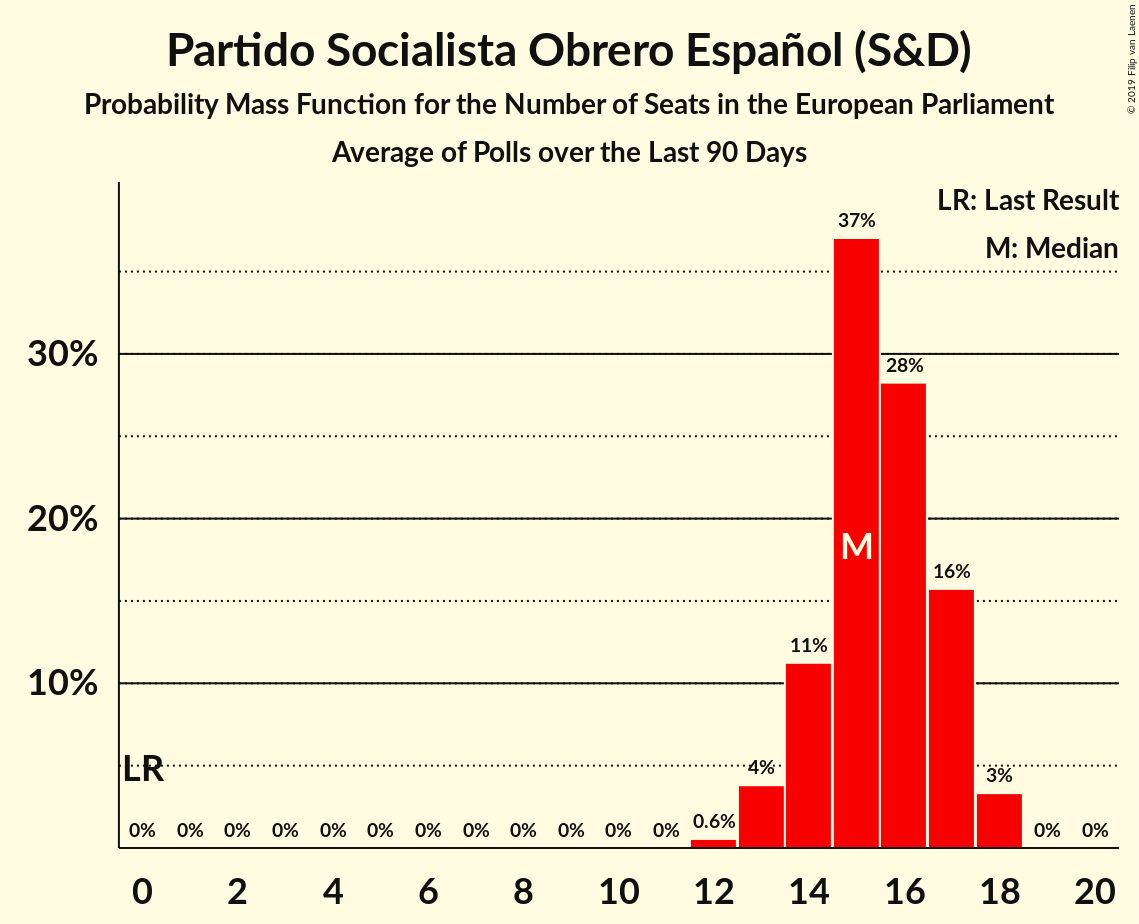 Partido Socialista Obrero Español (S&D)
Probability Mass Function for the Number of Seats in the European Parliament
Average of Polls over the Last 90 Days
© 2019 Filip van Laenen
LR: Last Result
M: Median
37%
30%
28%
20%
M
16%
11%
10%
LR
4%
3%
0% 0% 0% 0% 0% 0% 0% 0% 0% 0% 0% 0% 0.6% 0% 0%
0 2 4 6 8 10 12 14 16 18 20